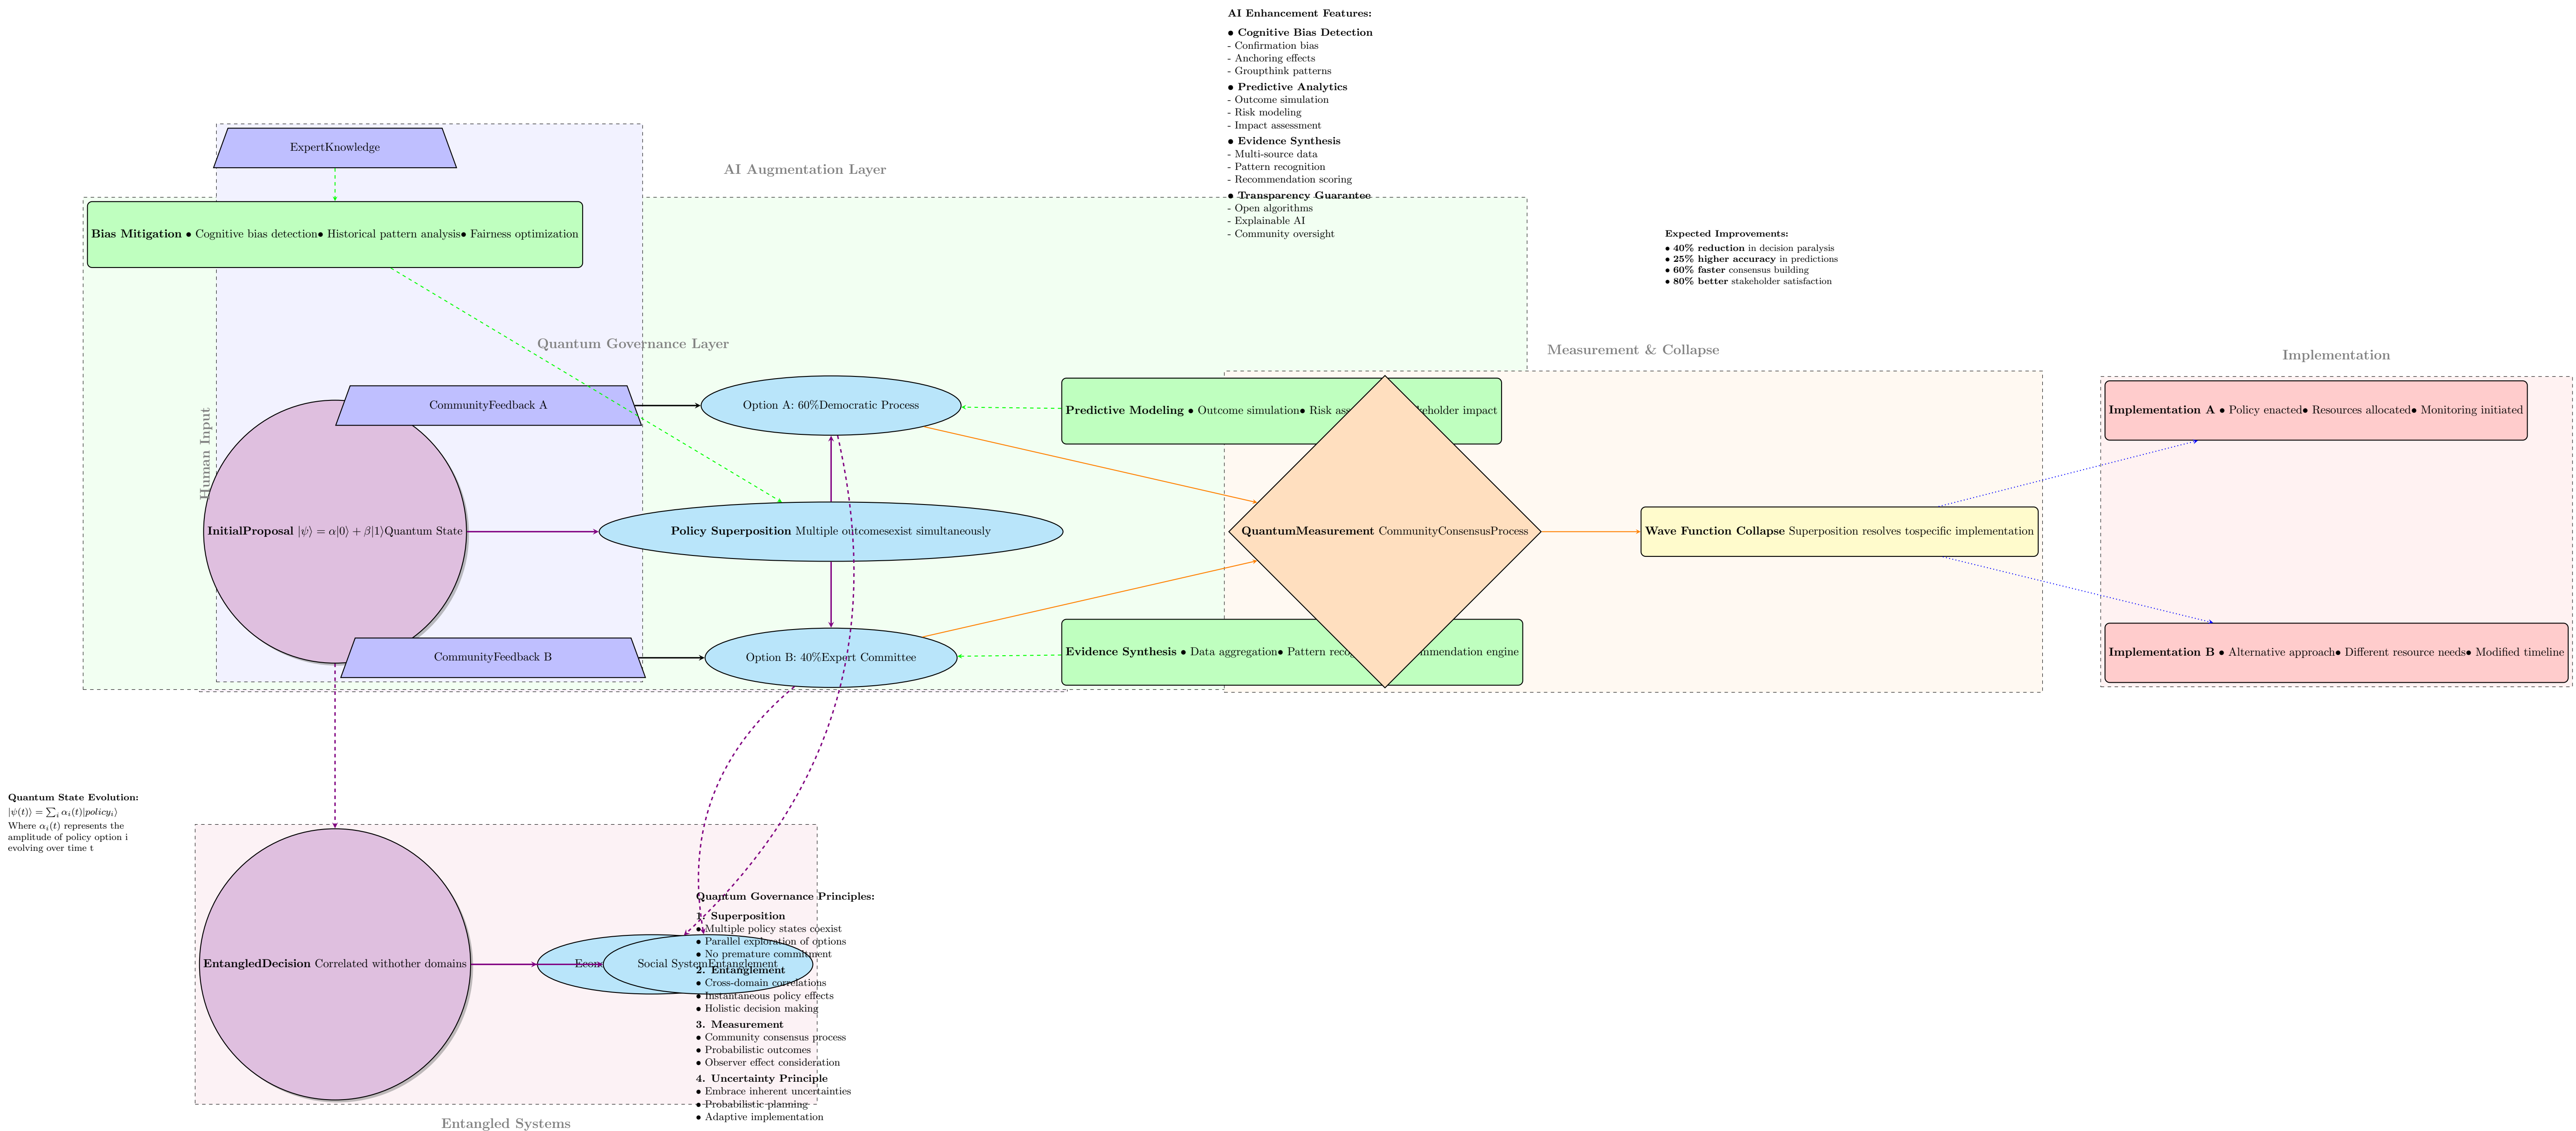 AI Enhancement Features:
● Cognitive Bias Detection
- Confirmation bias
- Anchoring effects
- Groupthink patterns
● Predictive Analytics
- Outcome simulation
- Risk modeling
- Impact assessment
● Evidence Synthesis
- Multi-source data
- Pattern recognition
- Recommendation scoring
● Transparency Guarantee
- Open algorithms
- Explainable AI
- Community oversight
ExpertKnowledge
AI Augmentation Layer
Bias Mitigation ● Cognitive bias detection● Historical pattern analysis● Fairness optimization
Expected Improvements:
● 40% reduction in decision paralysis
● 25% higher accuracy in predictions
● 60% faster consensus building
● 80% better stakeholder satisfaction
Quantum Governance Layer
Measurement & Collapse
Implementation
Human Input
CommunityFeedback A
Option A: 60%Democratic Process
Predictive Modeling ● Outcome simulation● Risk impact
Implementation A ● Policy enacted● Resources allocated● Monitoring initiated
InitialProposal |ψ⟩ = α|0⟩ + β|1⟩Quantum State
Policy Superposition Multiple outcomesexist simultaneously
QuantumMeasurement CommunityConsensusProcess
Wave Function Collapse Superposition resolves tospecific implementation
CommunityFeedback B
Option B: 40%Expert Committee
Evidence Synthesis ● Data aggregation● Pattern engine
Implementation B ● Alternative approach● Different resource needs● Modified timeline
Quantum State Evolution:
|ψ(t)⟩ = ∑ᵢ αᵢ(t)|policyᵢ⟩
Where αᵢ(t) represents the
amplitude of policy option i
evolving over time t
EntangledDecision Correlated withother domains
Social SystemEntanglement
Quantum Governance Principles:
1. Superposition
● Multiple policy states coexist
● Parallel exploration of options
● No premature commitment
2. Entanglement
● Cross-domain correlations
● Instantaneous policy effects
● Holistic decision making
3. Measurement
● Community consensus process
● Probabilistic outcomes
● Observer effect consideration
4. Uncertainty Principle
● Embrace inherent uncertainties
● Probabilistic planning
● Adaptive implementation
Entangled Systems